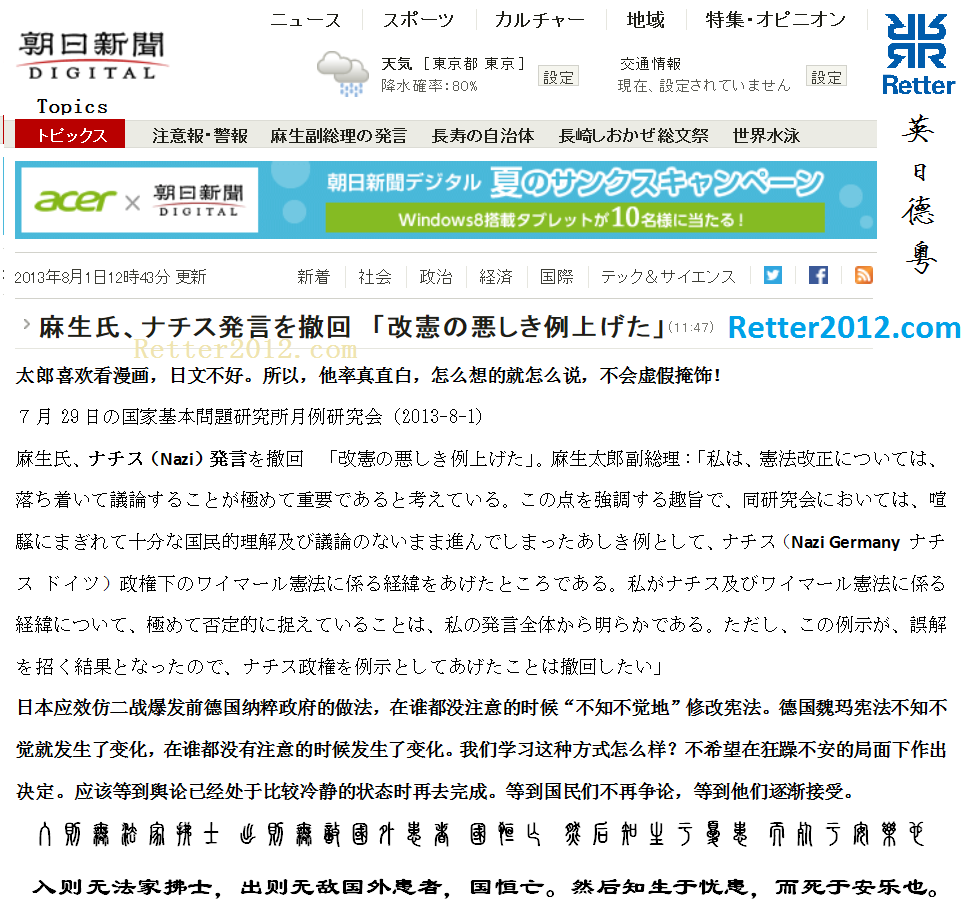 ニュース スポーツ カルチャー 地域 特集・オピニオン
朝日新聞
DIGITAL
天気 [東京都 東京] 設定
降水確率:80%
交通情報
現在、設定されていません 設定
Retter
Topics
トピックス 注意報・警報 麻生副総理の発言 長寿の自治体 長崎しおかぜ総文祭 世界水泳
英
日
德
粤
acer × 朝日新聞 DIGITAL
朝日新聞デジタル 夏のサンクスキャンペーン
Windows8搭載タブレットが10名様に当たる!
2013年8月1日12時43分 更新 新着 社会 政治 経済 国際 テック&サイエンス
麻生氏、ナチス発言を撤回 「改憲の悪しき例上げた」(11:47) Retter2012.com
Retter2012.com
太郎喜欢看漫画，日文不好。所以，他率真直白，怎么想的就怎么说，不会虚假掩饰！
７月 29 日の国家基本問題研究所月例研究会 (2013-8-1)
麻生氏、ナチス（Nazi）発言を撤回 「改憲の悪しき例上げた」。麻生太郎副総理：「私は、憲法改正については、
落ち着いて議論することが極めて重要であると考えている。この点を強調する趣旨で、同研究会においては、喧
騒にまぎれて十分な国民的理解及び議論のないまま進んでしまったあしき例として、ナチス（Nazi Germany ナチ
ス ドイツ）政権下のワイマール憲法に係る経緯をあげたところである。私がナチス及びワイマール憲法に係る
経緯について、極めて否定的に捉えていることは、私の発言全体から明らかである。ただし、この例示が、誤解
を招く結果となったので、ナチス政権を例示としてあげたことは撤回したい」
日本应效仿二战爆发前德国纳粹政府的做法，在谁都没注意的时候“不知不觉地”修改宪法。德国魏玛宪法不知不
觉就发生了变化，在谁都没有注意的时候发生了变化。我们学习这种方式怎么样？不希望在狂躁不安的局面下作出
决定。应该等到舆论已经处于比较冷静的状态时再去完成。等到国民们不再争论，等到他们逐渐接受。
入則無法家拂士 出則無敵國外患者 國恒亡 然后知生于憂患 而死于安樂也
入则无法家拂士，出则无敌国外患者，国恒亡。然后知生于忧患，而死于安乐也。